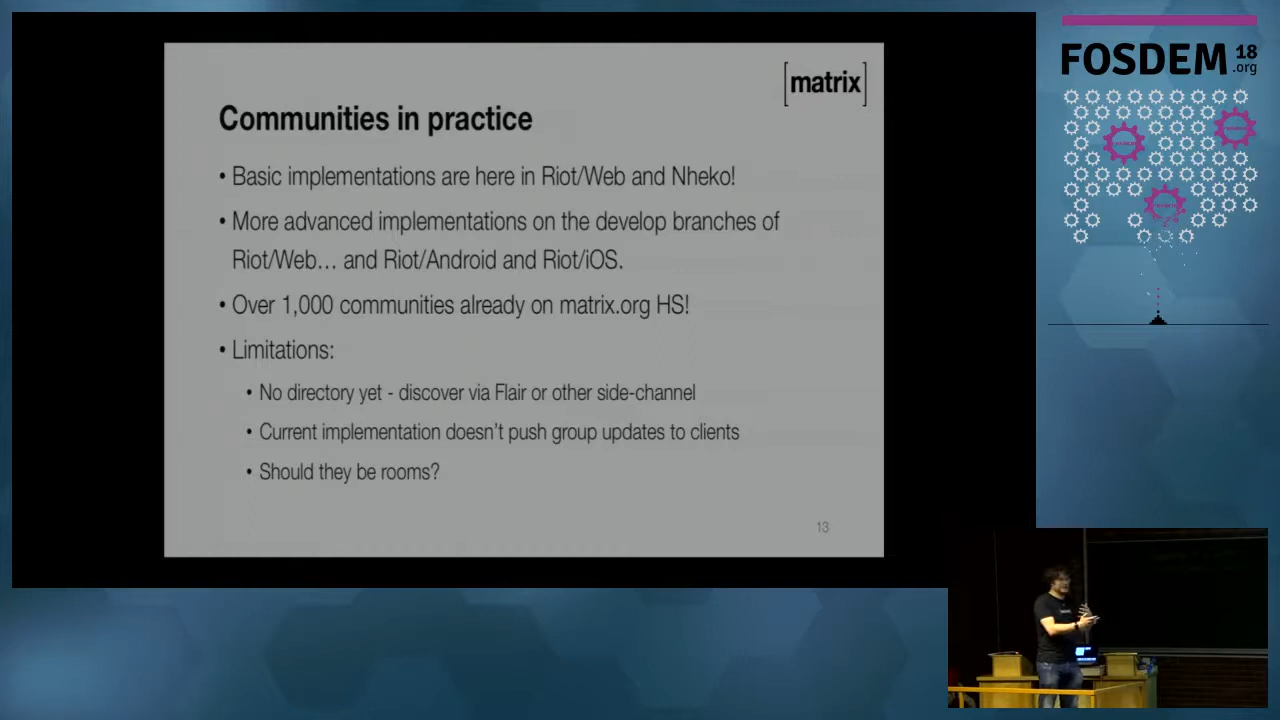 [matrix]
Communities in practice
• Basic implementations are here in Riot/Web and Nheko!
• More advanced implementations on the develop branches of
Riot/Web… and Riot/Android and Riot/iOS.
• Over 1,000 communities already on matrix.org HS!
• Limitations:
• No directory yet - discover via Flair or other side-channel
• Current implementation doesn't push group updates to clients
• Should they be rooms?
13
FOSDEM 18
.org